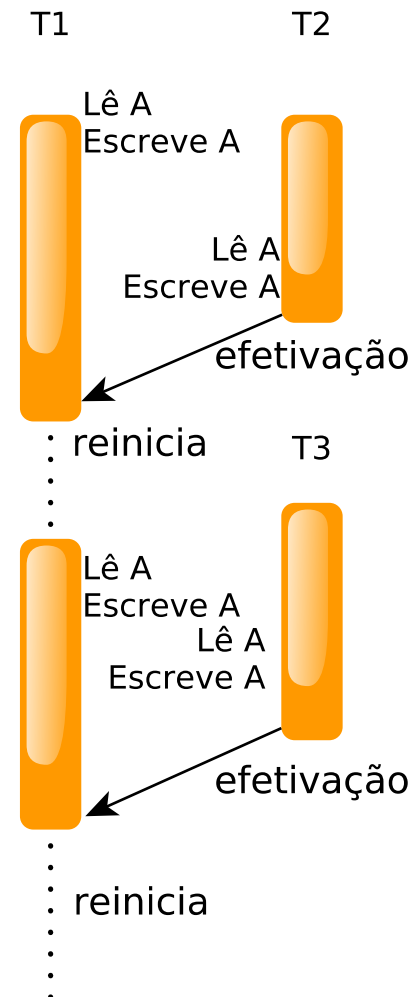 T1
T2
Lê A
Escreve A
Lê A
Escreve A
efetivação
reinicia
T3
Lê A
Escreve A
Lê A
Escreve A
efetivação
reinicia